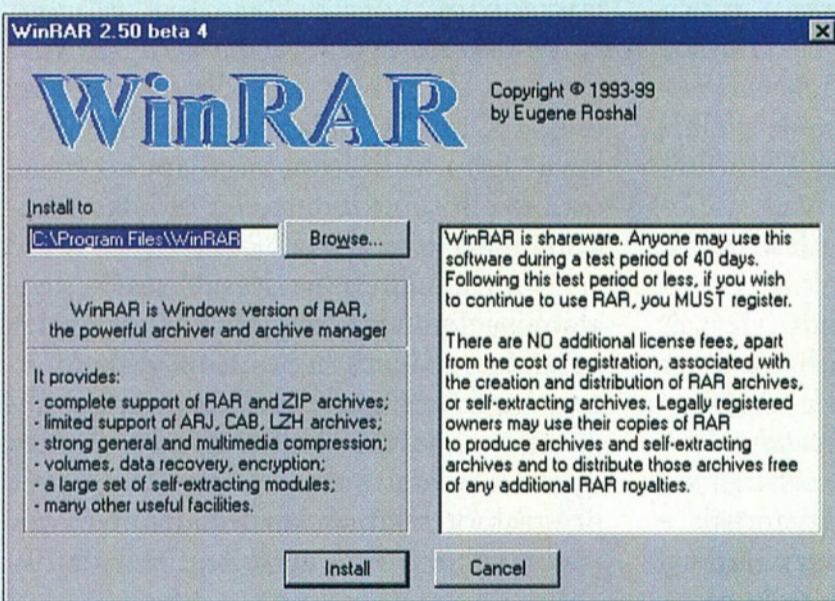 WinRAR 2.50 beta 4
WinRAR
Copyright © 1993-99
by Eugene Roshal
Install to
C:\Program Files\WinRAR
Browse...
WinRAR is Windows version of RAR,
the powerful archiver and archive manager
It provides:
- complete support of RAR and ZIP archives;
- limited support of ARJ, CAB, LZH archives;
- strong general and multimedia compression;
- volumes, data recovery, encryption;
- a large set of self-extracting modules;
- many other useful facilities.
WinRAR is shareware. Anyone may use this
software during a test period of 40 days.
Following this test period or less, if you wish
to continue to use RAR, you MUST register.
There are NO additional license fees, apart
from the cost of registration, associated with
the creation and distribution of RAR archives,
or self-extracting archives. Legally registered
owners may use their copies of RAR
to produce archives and self-extracting
archives and to distribute those archives free
of any additional RAR royalties.
Install
Cancel